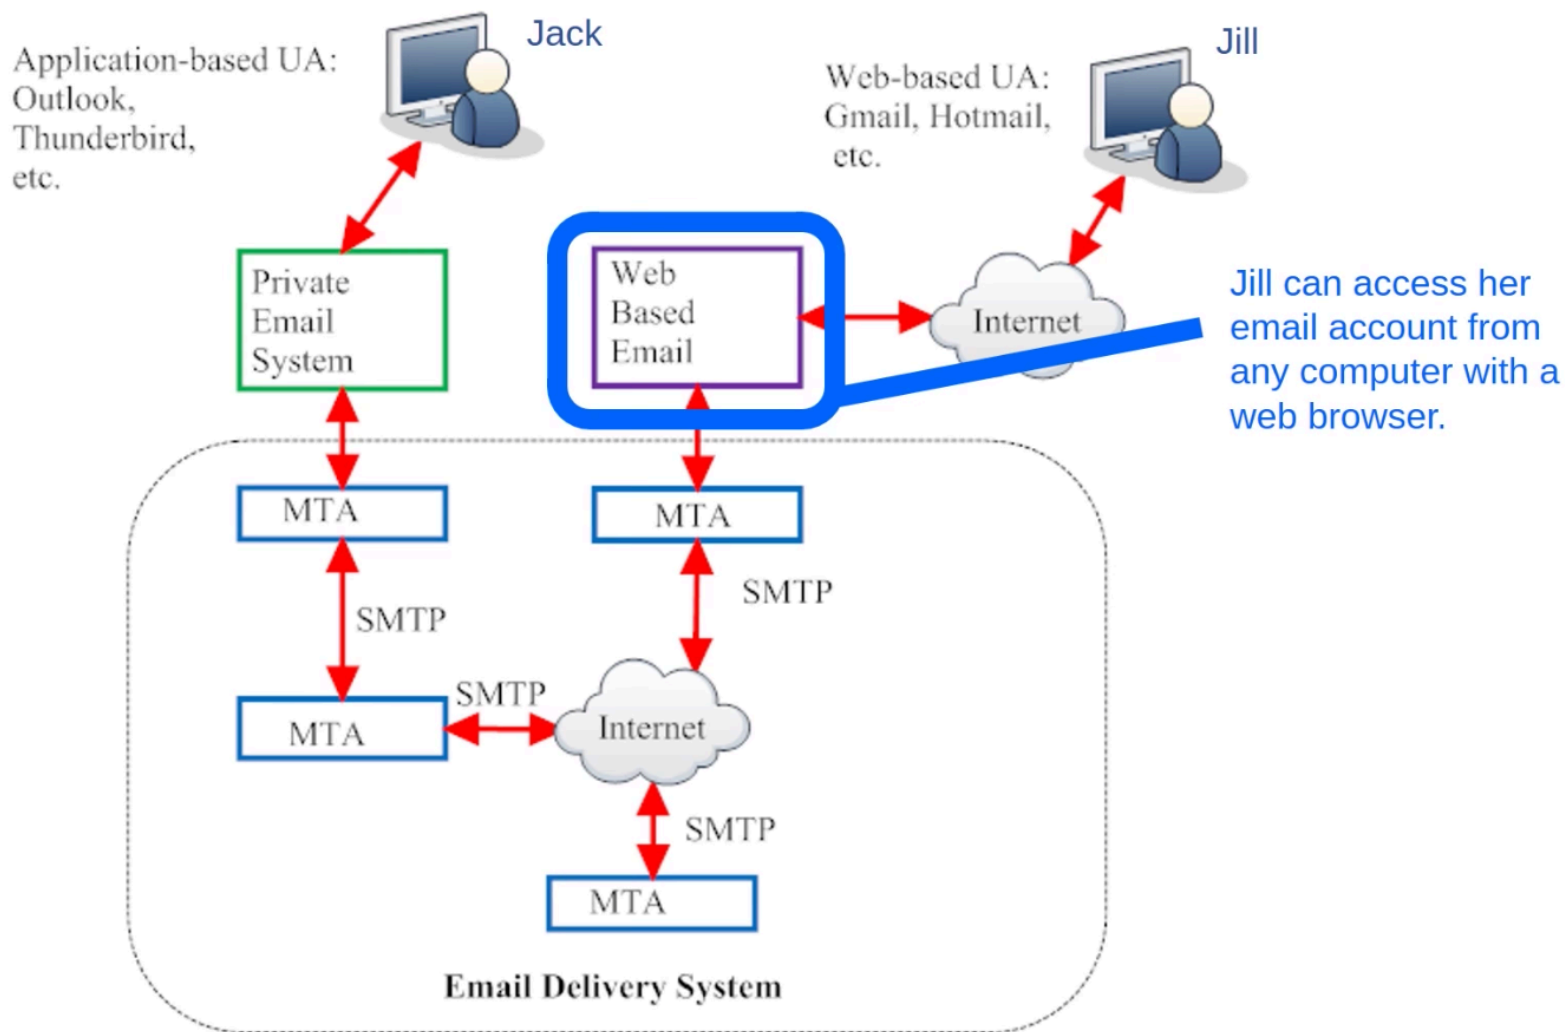 Jack
Application-based UA:
Outlook,
Thunderbird,
etc.
Jill
Web-based UA:
Gmail, Hotmail,
etc.
Private
Email
System
Web
Based
Email
Internet
Jill can access her
email account from
any computer with a
web browser.
MTA
MTA
SMTP
SMTP
MTA
SMTP
Internet
SMTP
MTA
Email Delivery System